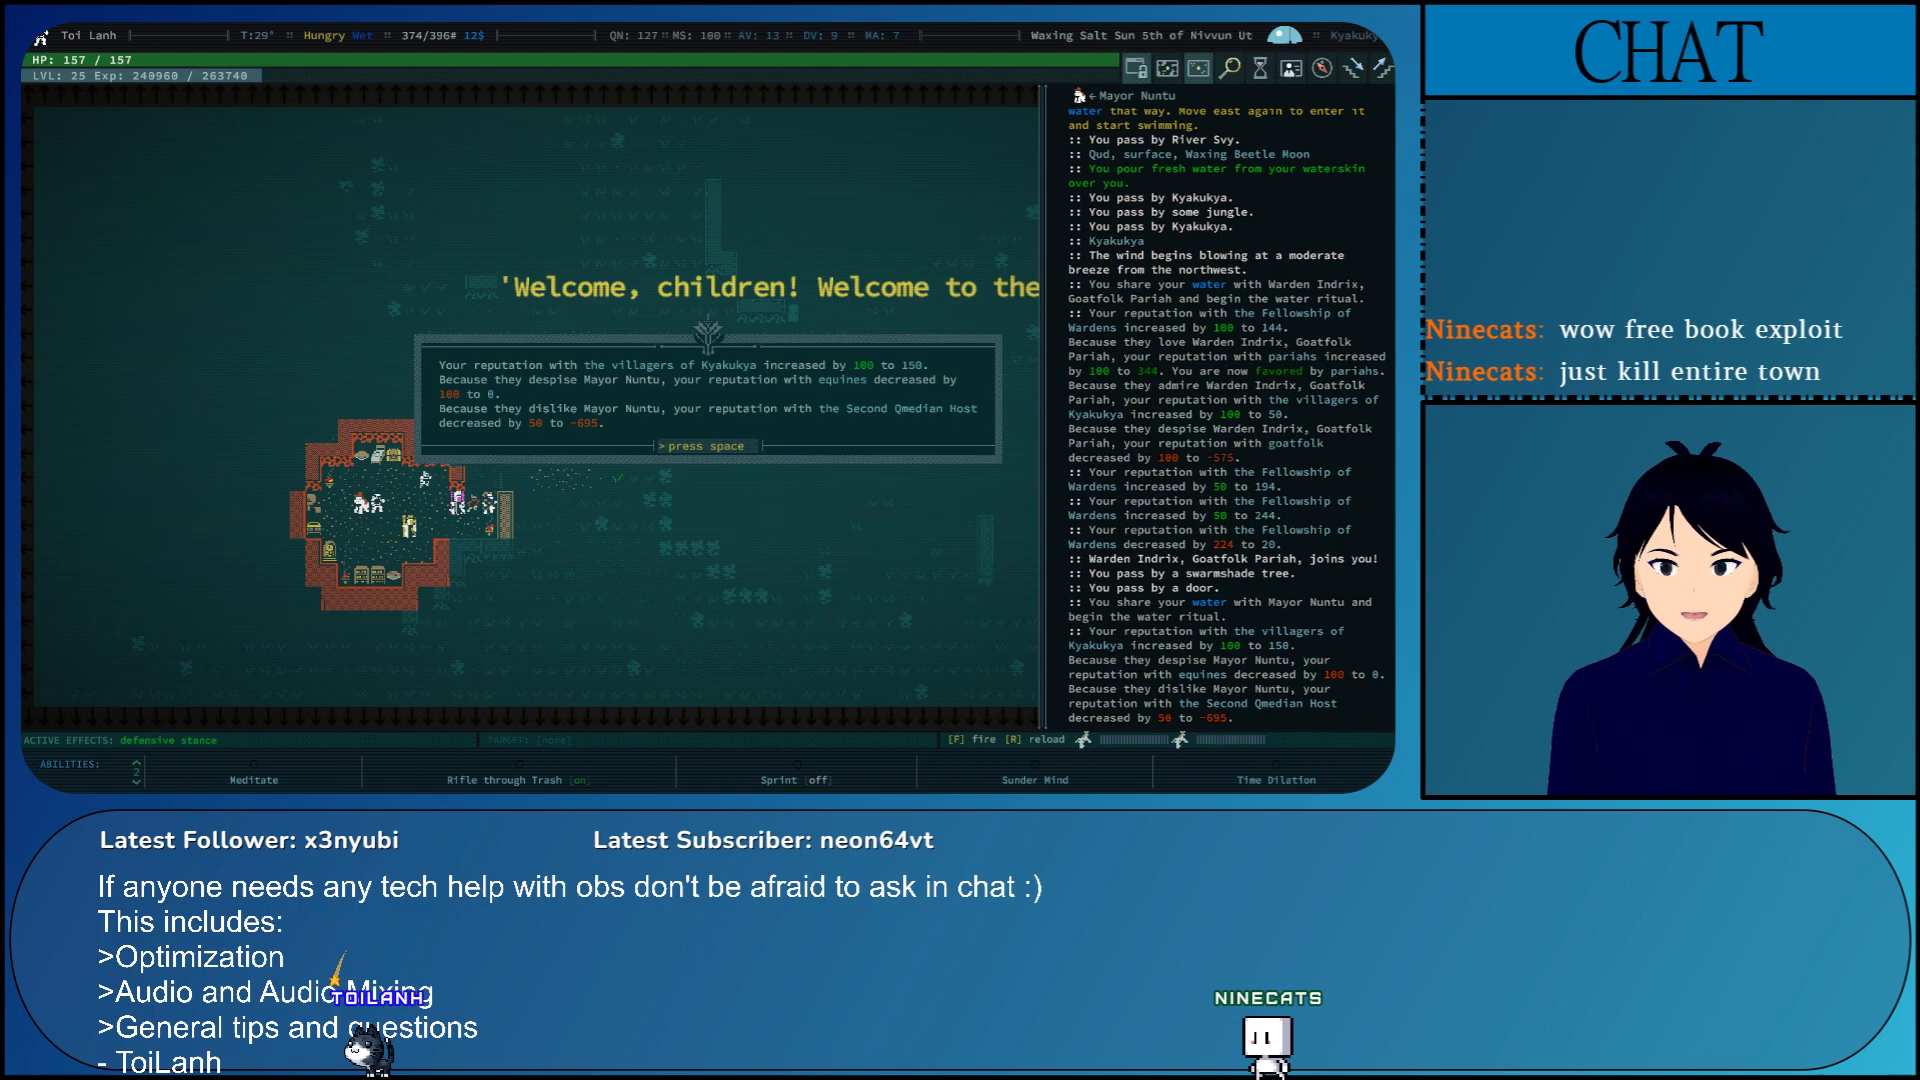 Toi Lanh
T:29° :: Hungry Wet :: 374/396# 12$
QN: 127 :: MS: 100 :: AV: 13 :: DV: 9 :: MA: 7
Waxing Salt Sun 5th of Nivvun Ut :: Kyakuky
HP: 157 / 157
LVL: 25 Exp: 240960 / 263740
'Welcome, children! Welcome to the
Your reputation with the villagers of Kyakukya increased by 100 to 150.
Because they despise Mayor Nuntu, your reputation with equines decreased by
100 to 0.
Because they dislike Mayor Nuntu, your reputation with the Second Qmedian Host
decreased by 50 to -695.
>press space
←Mayor Nuntu
water that way. Move east again to enter it
and start swimming.
:: You pass by River Svy.
:: Qud, surface, Waxing Beetle Moon
:: You pour fresh water from your waterskin
over you.
:: You pass by Kyakukya.
:: You pass by some jungle.
:: You pass by Kyakukya.
:: Kyakukya
:: The wind begins blowing at a moderate
breeze from the northwest.
:: You share your water with Warden Indrix,
Goatfolk Pariah and begin the water ritual.
:: Your reputation with the Fellowship of
Wardens increased by 100 to 144.
Because they love Warden Indrix, Goatfolk
Pariah, your reputation with pariahs increased
by 100 to 344. You are now favored by pariahs.
Because they admire Warden Indrix, Goatfolk
Pariah, your reputation with the villagers of
Kyakukya increased by 100 to 50.
Because they despise Warden Indrix, Goatfolk
Pariah, your reputation with goatfolk
decreased by 100 to -575.
:: Your reputation with the Fellowship of
Wardens increased by 50 to 194.
:: Your reputation with the Fellowship of
Wardens increased by 50 to 244.
:: Your reputation with the Fellowship of
Wardens decreased by 224 to 20.
:: Warden Indrix, Goatfolk Pariah, joins you!
:: You pass by a swarmshade tree.
:: You pass by a door.
:: You share your water with Mayor Nuntu and
begin the water ritual.
:: Your reputation with the villagers of
Kyakukya increased by 100 to 150.
Because they despise Mayor Nuntu, your
reputation with equines decreased by 100 to 0.
Because they dislike Mayor Nuntu, your
reputation with the Second Qmedian Host
decreased by 50 to -695.
ACTIVE EFFECTS: defensive stance
TARGET: [none]
[F] fire [R] reload
ABILITIES:
2
Meditate
Rifle through Trash [on]
Sprint [off]
Sunder Mind
Time Dilation
CHAT
Ninecats: wow free book exploit
Ninecats: just kill entire town
Latest Follower: x3nyubi
Latest Subscriber: neon64vt
If anyone needs any tech help with obs don't be afraid to ask in chat :)
This includes:
>Optimization
>Audio and Audio Mixing
>General tips and questions
- ToiLanh
TOILANH
NINECATS